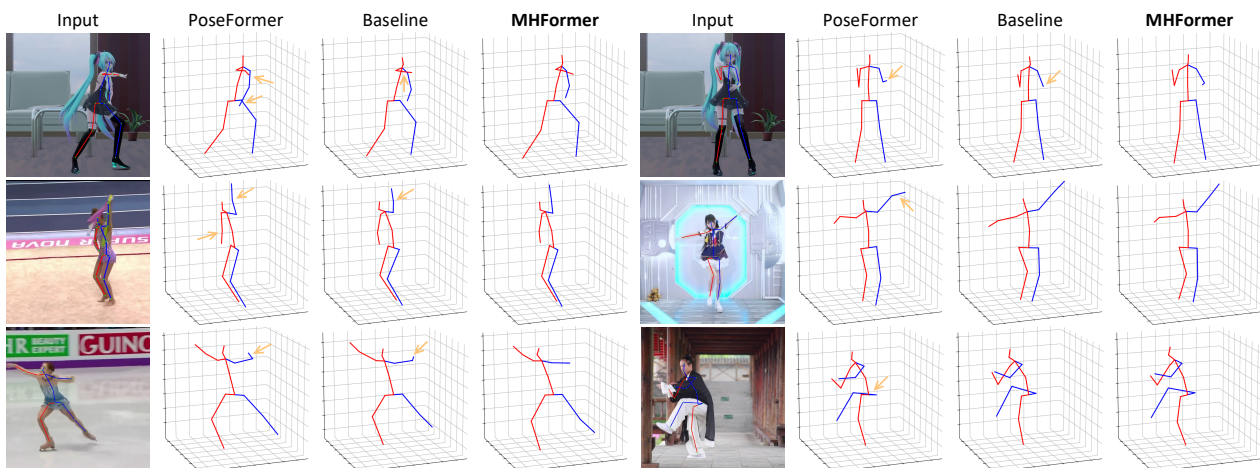 Input PoseFormer Baseline MHFormer Input PoseFormer Baseline MHFormer
SUPER NOVA
HR BEAUTY EXPERT GUINO